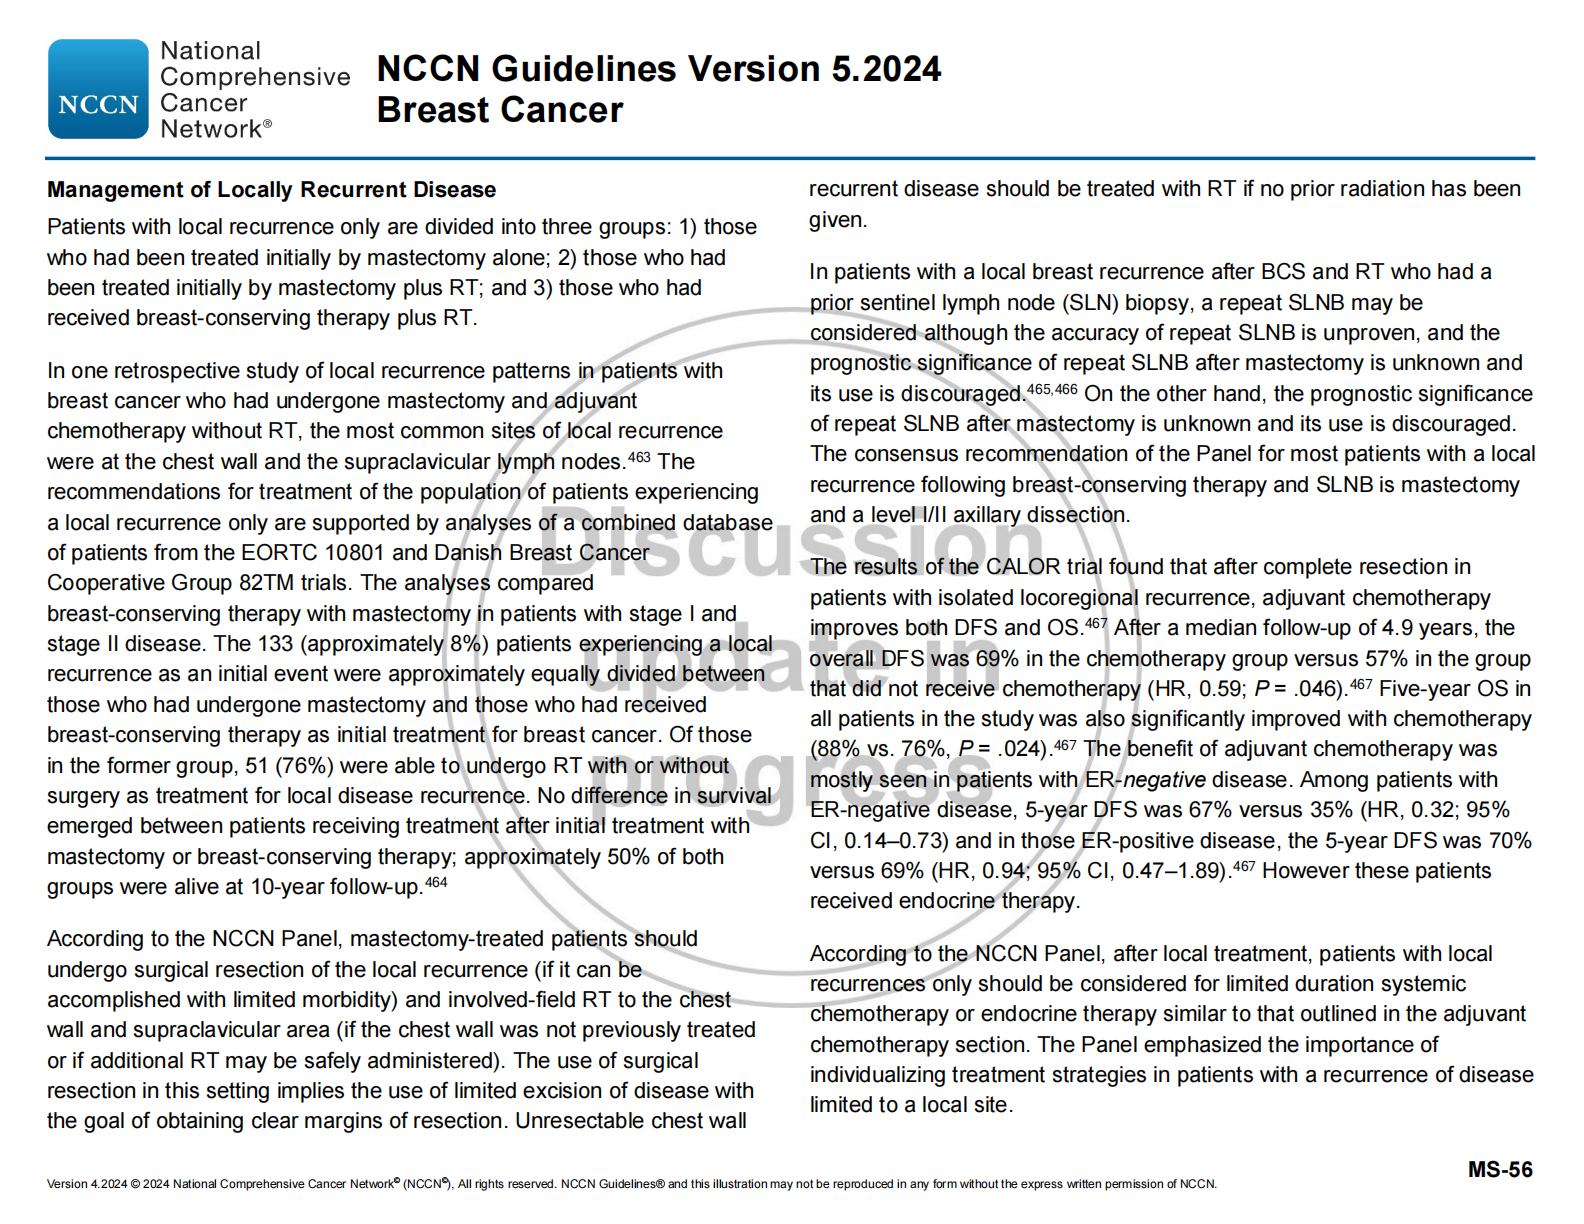 National
Comprehensive
Cancer
Network®
NCCN
NCCN Guidelines Version 5.2024
Breast Cancer
Management of Locally Recurrent Disease
Patients with local recurrence only are divided into three groups: 1) those
who had been treated initially by mastectomy alone; 2) those who had
been treated initially by mastectomy plus RT; and 3) those who had
received breast-conserving therapy plus RT.
In one retrospective study of local recurrence patterns in patients with
breast cancer who had undergone mastectomy and adjuvant
chemotherapy without RT, the most common sites of local recurrence
were at the chest wall and the supraclavicular lymph nodes.463 The
recommendations for treatment of the population of patients experiencing
a local recurrence only are supported by analyses of a combined database
of patients from the EORTC 10801 and Danish Breast Cancer
Cooperative Group 82TM trials. The analyses compared
breast-conserving therapy with mastectomy in patients with stage I and
stage II disease. The 133 (approximately 8%) patients experiencing a local
recurrence as an initial event were approximately equally divided between
those who had undergone mastectomy and those who had received
breast-conserving therapy as initial treatment for breast cancer. Of those
in the former group, 51 (76%) were able to undergo RT with or without
surgery as treatment for local disease recurrence. No difference in survival
emerged between patients receiving treatment after initial treatment with
mastectomy or breast-conserving therapy; approximately 50% of both
groups were alive at 10-year follow-up.464
According to the NCCN Panel, mastectomy-treated patients should
undergo surgical resection of the local recurrence (if it can be
accomplished with limited morbidity) and involved-field RT to the chest
wall and supraclavicular area (if the chest wall was not previously treated
or if additional RT may be safely administered). The use of surgical
resection in this setting implies the use of limited excision of disease with
the goal of obtaining clear margins of resection. Unresectable chest wall
recurrent disease should be treated with RT if no prior radiation has been
given.
In patients with a local breast recurrence after BCS and RT who had a
prior sentinel lymph node (SLN) biopsy, a repeat SLNB may be
considered although the accuracy of repeat SLNB is unproven, and the
prognostic significance of repeat SLNB after mastectomy is unknown and
its use is discouraged.465,466 On the other hand, the prognostic significance
of repeat SLNB after mastectomy is unknown and its use is discouraged.
The consensus recommendation of the Panel for most patients with a local
recurrence following breast-conserving therapy and SLNB is mastectomy
and a level I/II axillary dissection.
The results of the CALOR trial found that after complete resection in
patients with isolated locoregional recurrence, adjuvant chemotherapy
improves both DFS and OS.467 After a median follow-up of 4.9 years, the
overall DFS was 69% in the chemotherapy group versus 57% in the group
that did not receive chemotherapy (HR, 0.59; P = .046).467 Five-year OS in
all patients in the study was also significantly improved with chemotherapy
(88% vs. 76%, P = .024).467 The benefit of adjuvant chemotherapy was
mostly seen in patients with ER-negative disease. Among patients with
ER-negative disease, 5-year DFS was 67% versus 35% (HR, 0.32; 95%
CI, 0.14–0.73) and in those ER-positive disease, the 5-year DFS was 70%
versus 69% (HR, 0.94; 95% CI, 0.47–1.89).467 However these patients
received endocrine therapy.
According to the NCCN Panel, after local treatment, patients with local
recurrences only should be considered for limited duration systemic
chemotherapy or endocrine therapy similar to that outlined in the adjuvant
chemotherapy section. The Panel emphasized the importance of
individualizing treatment strategies in patients with a recurrence of disease
limited to a local site.
Discussion
update in
progress
MS-56
Version 4.2024 © 2024 National Comprehensive Cancer Network© (NCCN©), All rights reserved. NCCN Guidelines® and this illustration may not be reproduced in any form without the express written permission of NCCN.